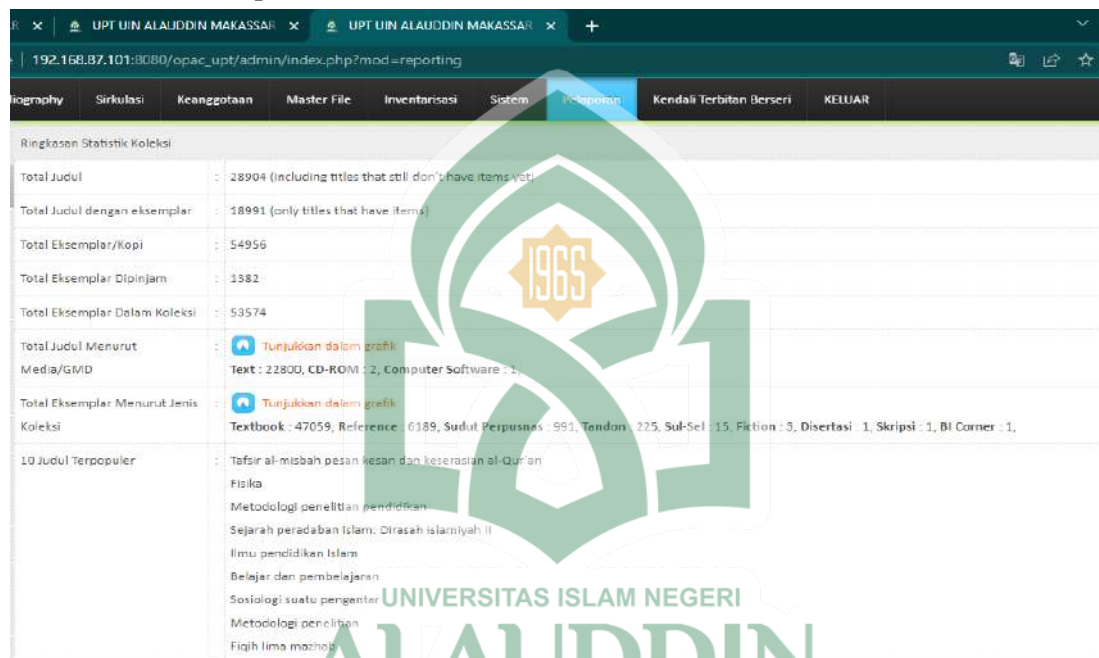 UPT UIN ALAUDDIN MAKASSAR UPT UIN ALAUDDIN MAKASSAR
192.168.87.101:8080/opac_upt/admin/index.php?mod=reporting
liography Sirkulasi Keanggotaan Master File Inventarisasi Sistem Pelaporan Kendali Terbitan Berseri KELUAR
Ringkasan Statistik Koleksi
Total Judul : 28904 (including titles that still don't have items yet)
Total Judul dengan eksemplar : 18991 (only titles that have items)
Total Eksemplar/Kopi : 54956
1965
Total Eksemplar Dipinjam : 1382
Total Eksemplar Dalam Koleksi : 53574
Total Judul Menurut : Tunjukkan dalam grafik
Media/GMD Text : 22800, CD-ROM : 2, Computer Software : 1,
Total Eksemplar Menurut Jenis : Tunjukkan dalam grafik
Koleksi Textbook : 47059, Reference : 6189, Sudut Perpusnas : 991, Tandon : 225, Sul-Sel : 15, Fiction : 3, Disertasi : 1, Skripsi : 1, BI Corner : 1,
10 Judul Terpopuler : Tafsir al-misbah pesan kesan dan keserasian al-Qur'an
Fisika
Metodologi penelitian pendidikan
Sejarah peradaban Islam: Dirasah islamiyah II
Ilmu pendidikan Islam
Belajar dan pembelajaran
Sosiologi suatu pengantar
UNIVERSITAS ISLAM NEGERI
Metodologi penelitian
Fiqih lima mazhab
ALAUDDIN